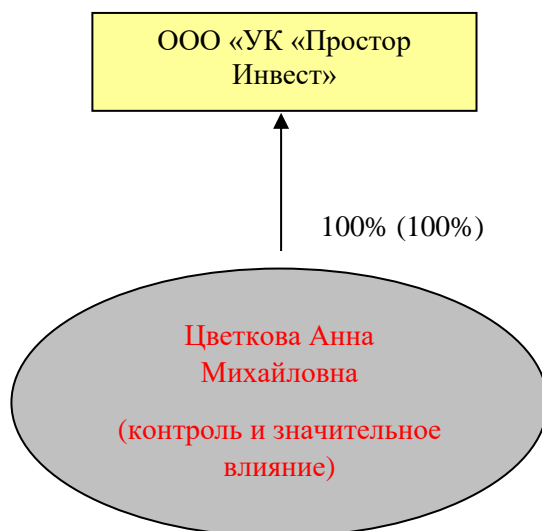 ООО «УК «Простор
Инвест»
100% (100%)
Цветкова Анна
Михайловна
(контроль и значительное
влияние)